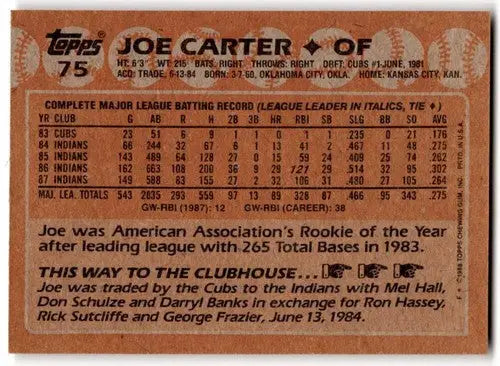 topps JOE CARTER ✦ OF
75 HT: 6'3" WT: 215 BATS: RIGHT THROWS: RIGHT DRFT: CUBS #1-JUNE, 1981
ACQ: TRADE, 6-13-84 BORN: 3-7-60, OKLAHOMA CITY, OKLA. HOME: KANSAS CITY, KAN.
COMPLETE MAJOR LEAGUE BATTING RECORD (LEAGUE LEADER IN ITALICS, TIE ✦)
YR CLUB G AB R H 2B 3B HR RBI SB SLG BB SO AVG
83 CUBS 23 51 6 9 1 1 0 1 1 .235 0 21 .176
84 INDIANS 66 244 32 67 6 1 13 41 2 .467 11 48 .275
85 INDIANS 143 489 64 128 27 0 15 59 24 .409 25 74 .262
86 INDIANS 162 663 108 200 36 9 29 121 29 .514 32 95 .302
87 INDIANS 149 588 83 155 27 2 32 106 31 .480 27 105 .264
MAJ. LEA. TOTALS 543 2035 293 559 97 13 89 328 87 .466 95 343 .275
GW-RBI (1987): 12 GW-RBI (CAREER): 38
Joe was American Association's Rookie of the Year
after leading league with 265 Total Bases in 1983.
THIS WAY TO THE CLUBHOUSE...
Joe was traded by the Cubs to the Indians with Mel Hall,
Don Schulze and Darryl Banks in exchange for Ron Hassey,
Rick Sutcliffe and George Frazier, June 13, 1984.
F * ©1988 TOPPS CHEWING GUM, INC. PRTD. IN U.S.A.